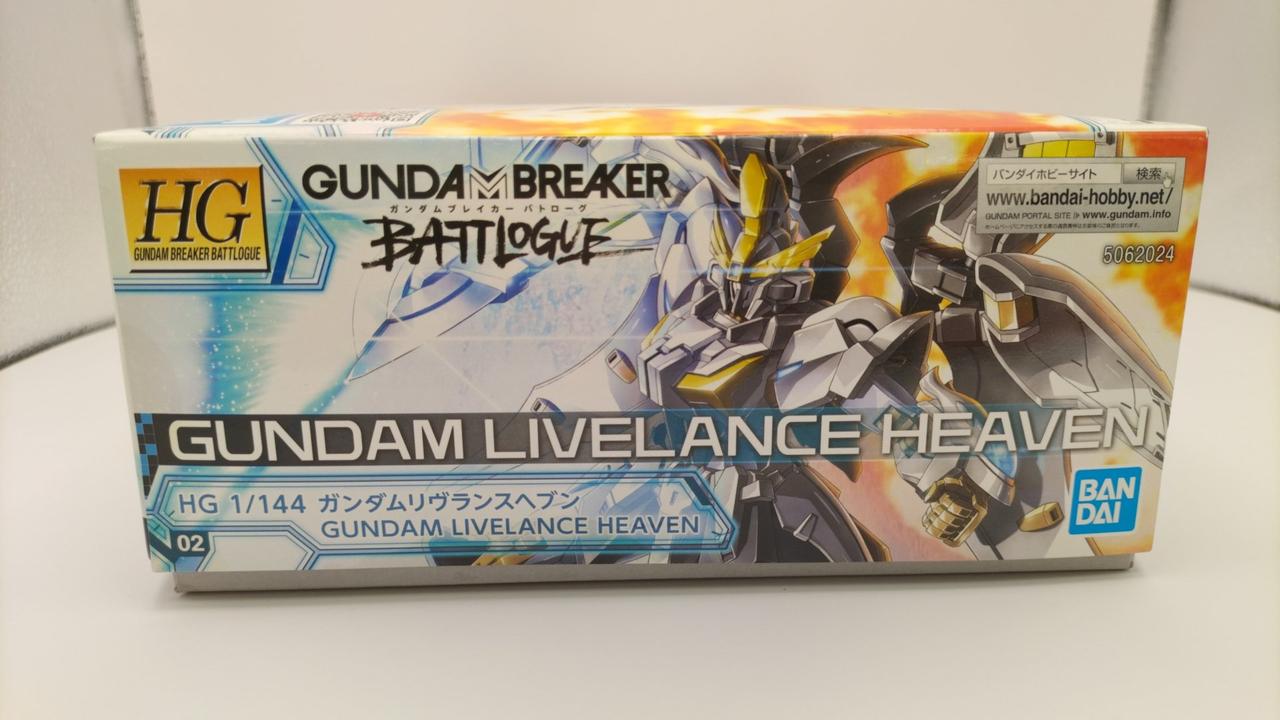 HG
GUNDAM BREAKER BATTLOGUE
GUNDAM BREAKER
ガンダムブレイカー バトローグ
BATTLOGUE
バンダイホビーサイト 検索
www.bandai-hobby.net/
GUNDAM PORTAL SITE www.gundam.info
5062024
GUNDAM LIVELANCE HEAVEN
HG 1/144 ガンダムリヴランスヘブン
GUNDAM LIVELANCE HEAVEN
02
BAN
DAI